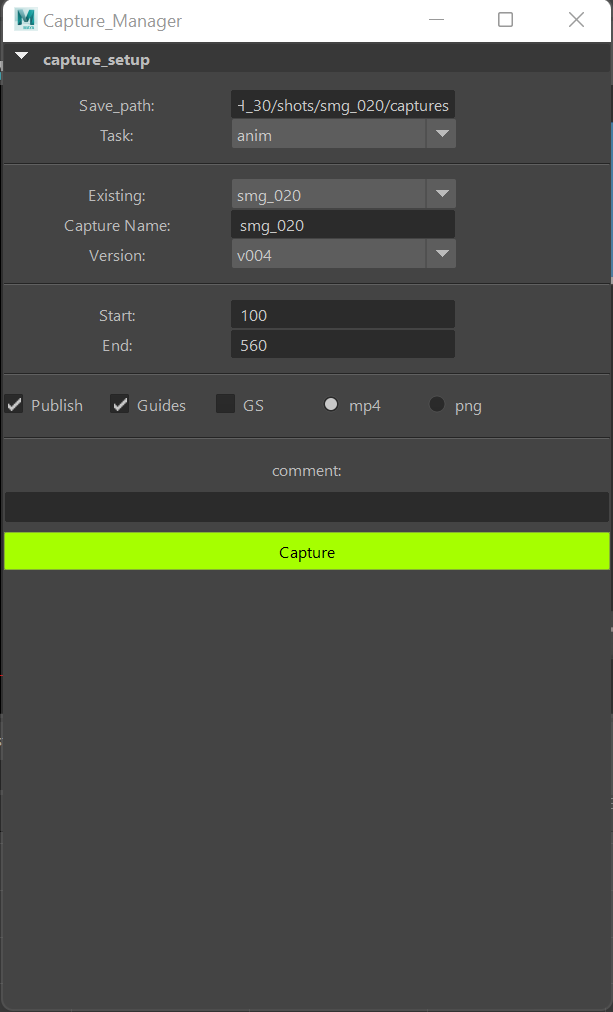 Capture_Manager
capture_setup
Save_path: _30/shots/smg_020/captures
Task: anim
Existing: smg_020
Capture Name: smg_020
Version: v004
Start: 100
End: 560
Publish Guides GS mp4 png
comment:
Capture